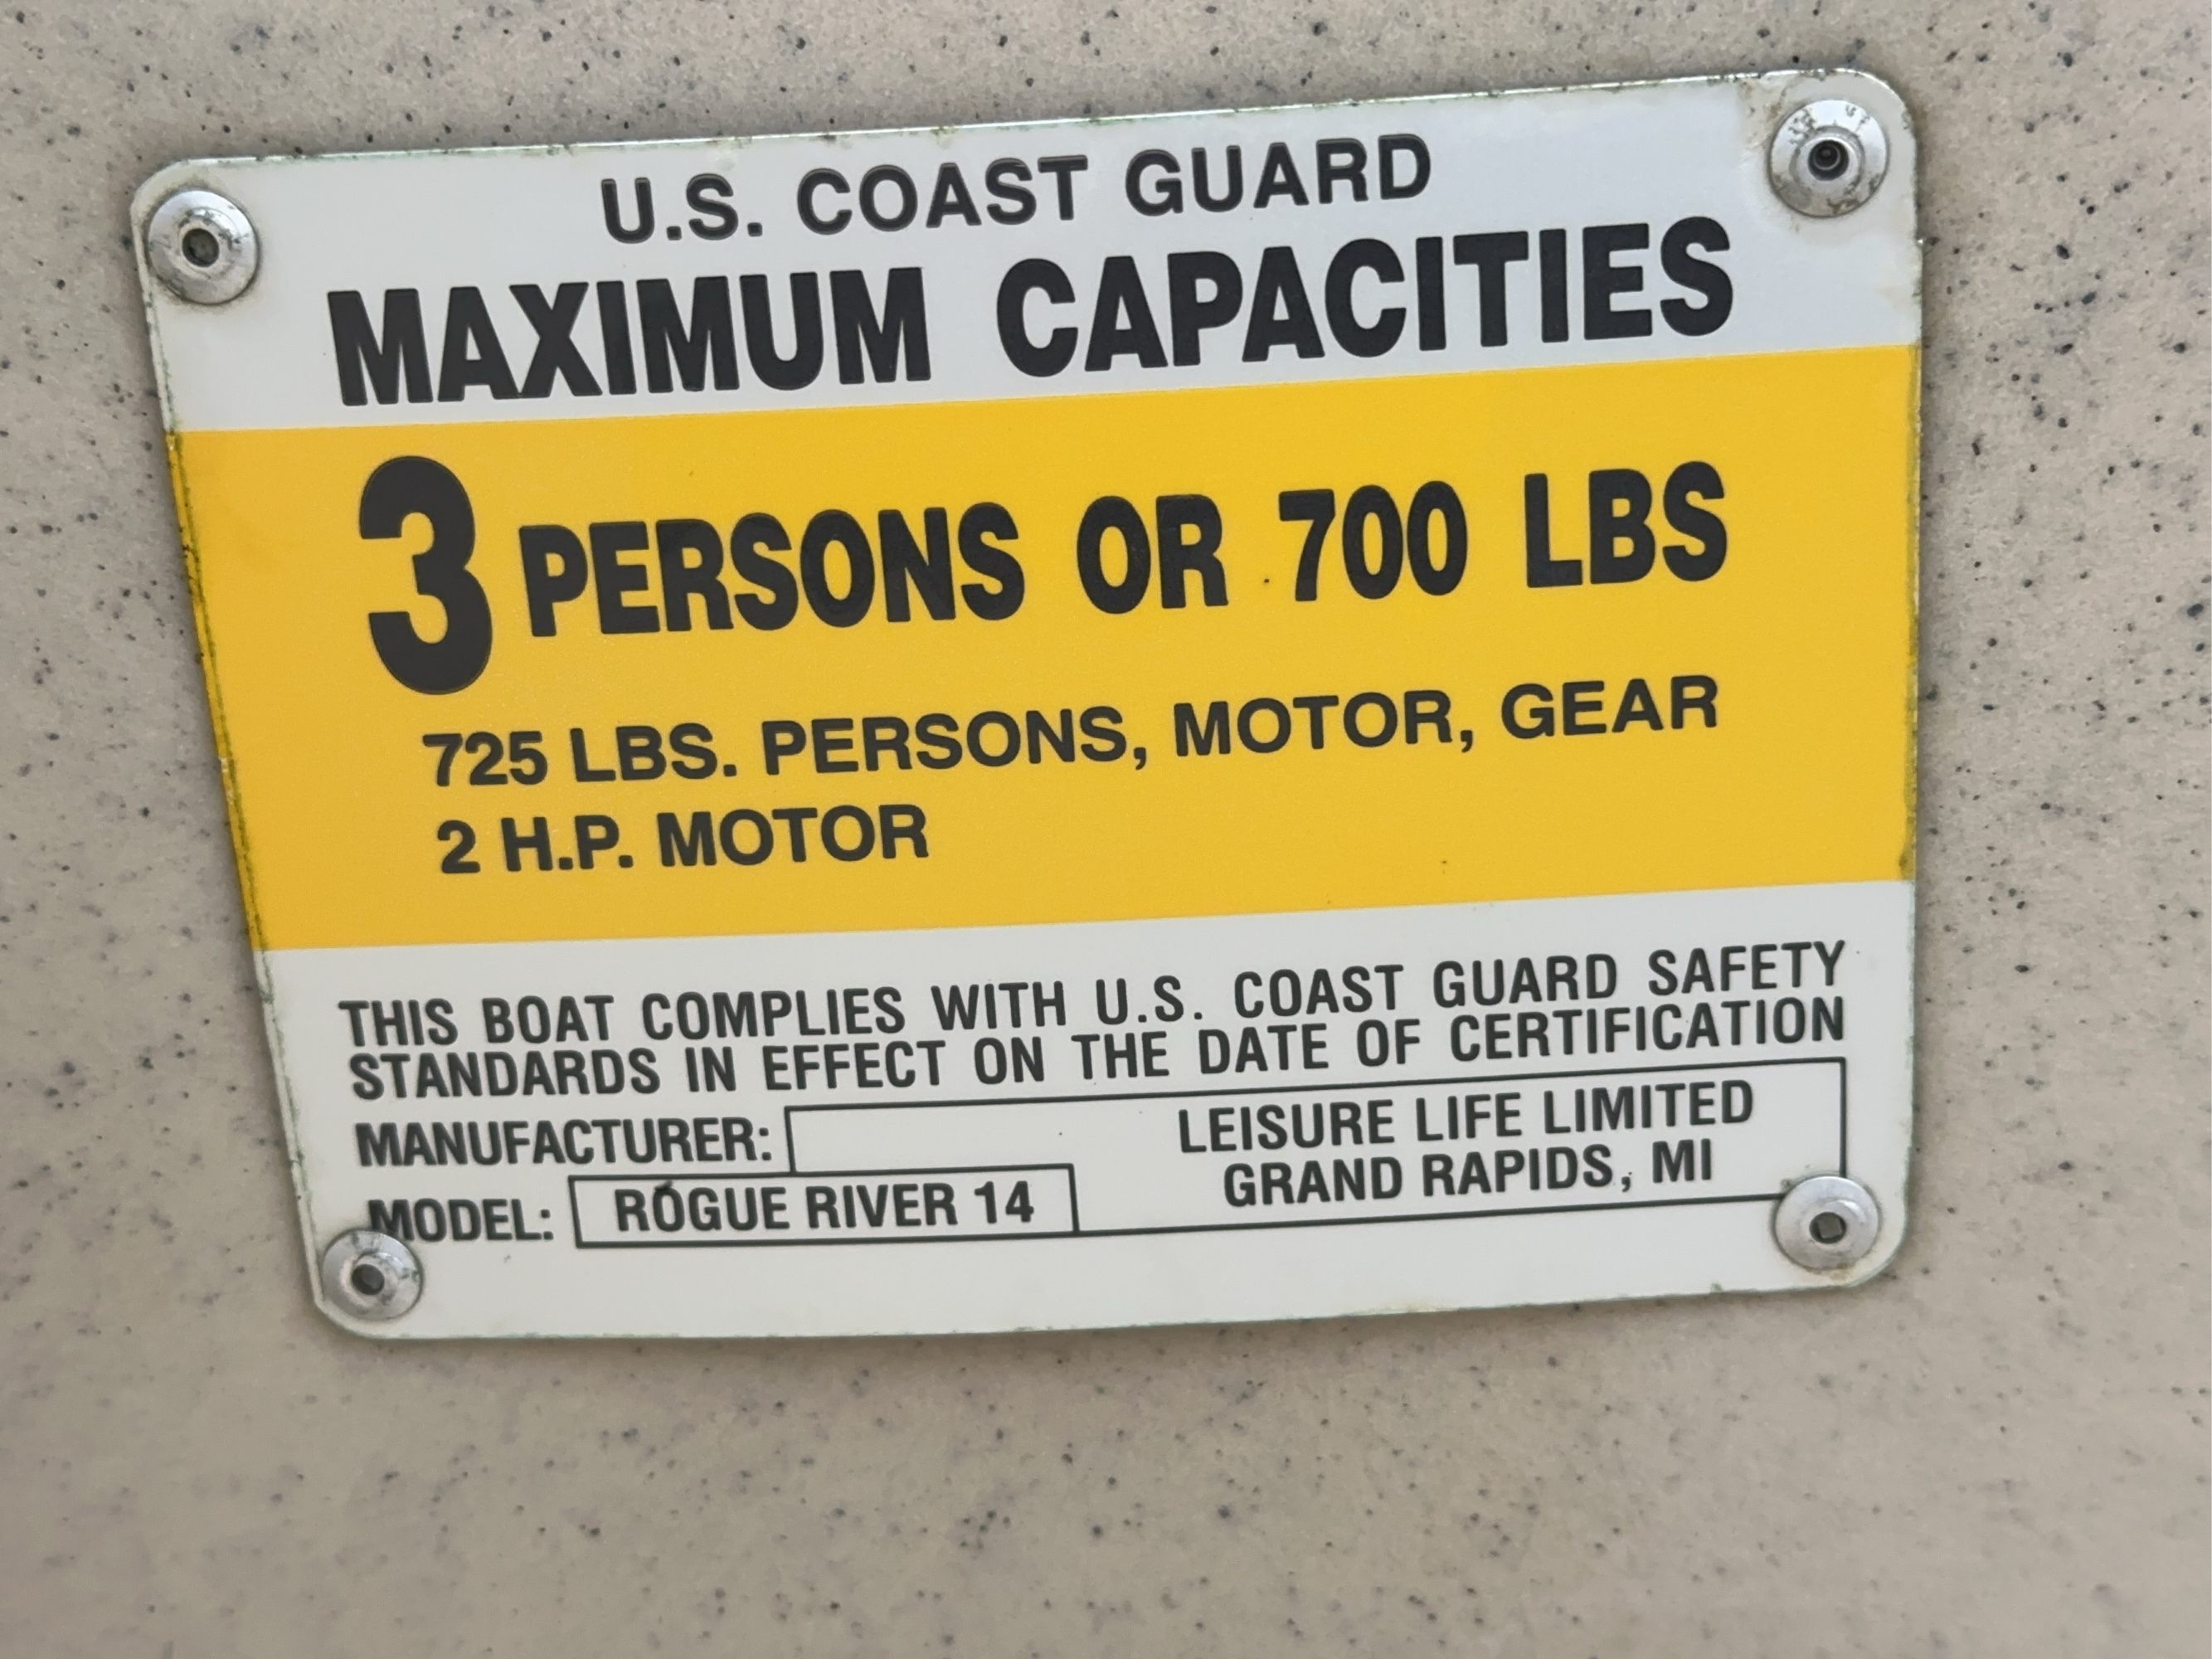 U.S. COAST GUARD
MAXIMUM CAPACITIES
3 PERSONS OR 700 LBS
725 LBS. PERSONS, MOTOR, GEAR
2 H.P. MOTOR
THIS BOAT COMPLIES WITH U.S. COAST GUARD SAFETY
STANDARDS IN EFFECT ON THE DATE OF CERTIFICATION
MANUFACTURER: LEISURE LIFE LIMITED
GRAND RAPIDS, MI
MODEL: ROGUE RIVER 14